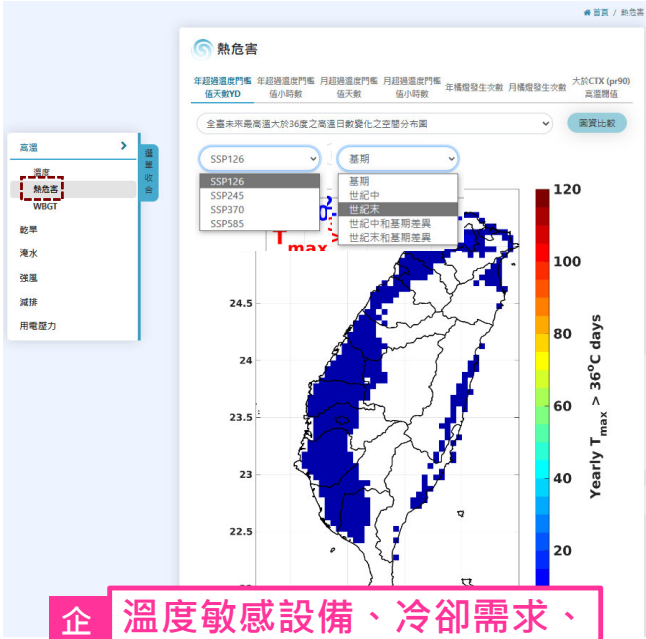 首頁 / 熱危害
熱危害
年超過溫度門檻值天數YD
年超過溫度門檻值小時數
月超過溫度門檻值天數
月超過溫度門檻值小時數
年橘燈發生次數
月橘燈發生次數
大於CTX (pr90)高溫閾值
全臺未來最高溫大於36度之高溫日數變化之空間分布圖
圖資比較
高溫
溫度
熱危害
WBGT
乾旱
淹水
強風
減排
用電壓力
選單收合
SSP126
基期
SSP126
SSP245
SSP370
SSP585
基期
世紀中
世紀末
世紀中和基期差異
世紀末和基期差異
Tmax
24.5
24
23.5
23
22.5
120
100
80
60
40
20
Yearly Tmax > 36°C days
企
溫度敏感設備、冷卻需求、